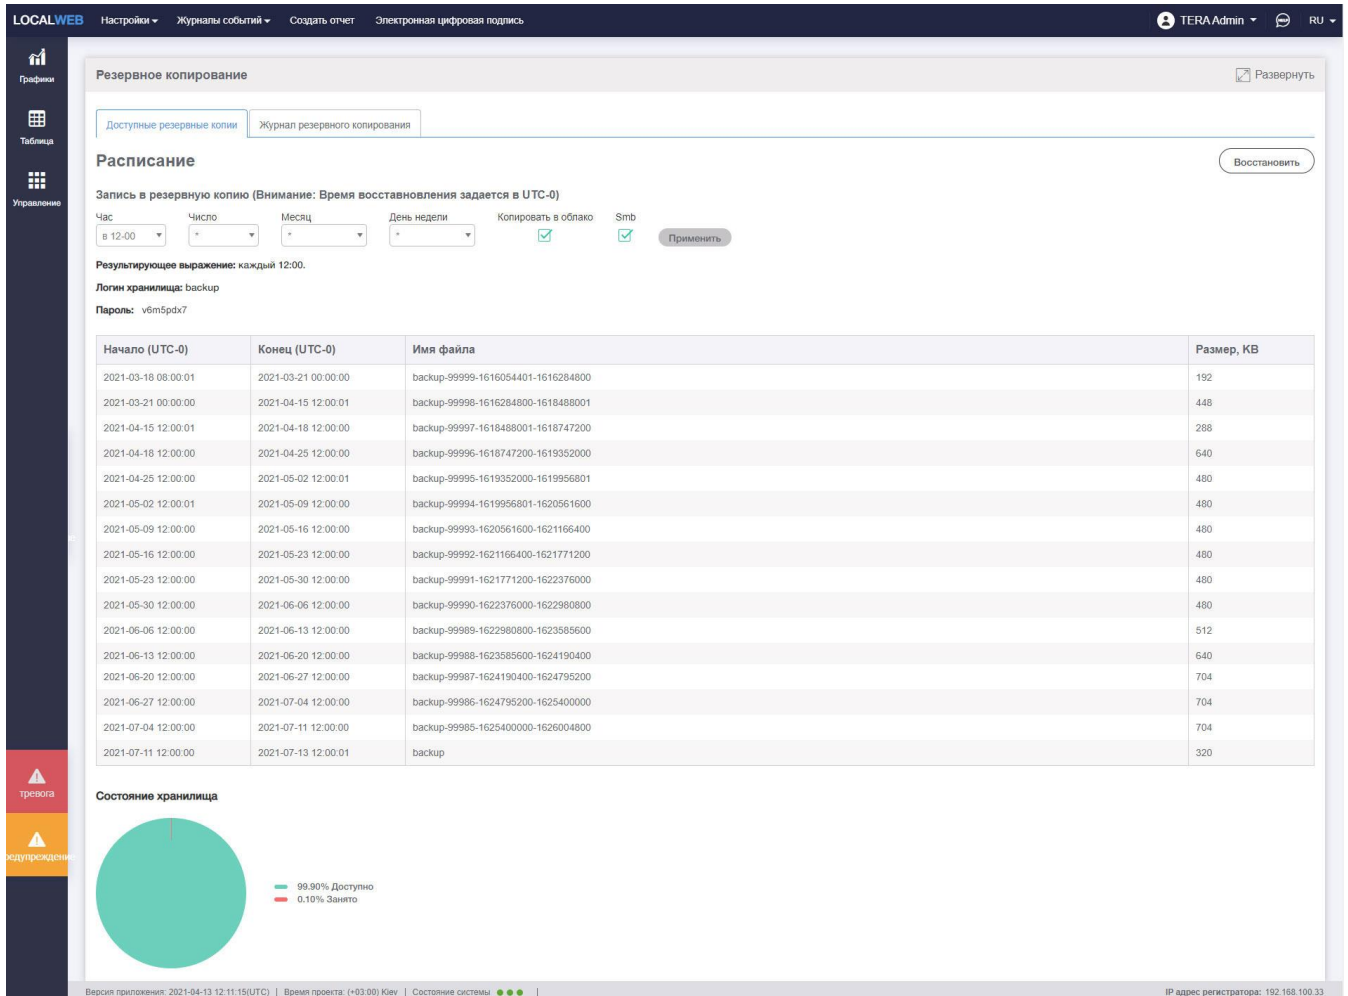 LOCALWEB Настройки Журналы событий Создать отчет Электронная цифровая подпись TERA Admin RU
Графики
Таблица
Управление
Резервное копирование Развернуть
Доступные резервные копии Журнал резервного копирования
Расписание Восстановить
Запись в резервную копию (Внимание: Время восставновления задается в UTC-0)
Час Число Месяц День недели Копировать в облако Smb
в 12-00 * * * Применить
Результирующее выражение: каждый 12:00.
Логин хранилища: backup
Пароль: v6m5pdx7
Начало (UTC-0) Конец (UTC-0) Имя файла Размер, KB
2021-03-18 08:00:01 2021-03-21 00:00:00 backup-99999-1616054401-1616284800 192
2021-03-21 00:00:00 2021-04-15 12:00:01 backup-99998-1616284800-1618488001 448
2021-04-15 12:00:01 2021-04-18 12:00:00 backup-99997-1618488001-1618747200 288
2021-04-18 12:00:00 2021-04-25 12:00:00 backup-99996-1618747200-1619352000 640
2021-04-25 12:00:00 2021-05-02 12:00:01 backup-99995-1619352000-1619956801 480
2021-05-02 12:00:01 2021-05-09 12:00:00 backup-99994-1619956801-1620561600 480
2021-05-09 12:00:00 2021-05-16 12:00:00 backup-99993-1620561600-1621166400 480
2021-05-16 12:00:00 2021-05-23 12:00:00 backup-99992-1621166400-1621771200 480
2021-05-23 12:00:00 2021-05-30 12:00:00 backup-99991-1621771200-1622376000 480
2021-05-30 12:00:00 2021-06-06 12:00:00 backup-99990-1622376000-1622980800 480
2021-06-06 12:00:00 2021-06-13 12:00:00 backup-99989-1622980800-1623585600 512
2021-06-13 12:00:00 2021-06-20 12:00:00 backup-99988-1623585600-1624190400 640
2021-06-20 12:00:00 2021-06-27 12:00:00 backup-99987-1624190400-1624795200 704
2021-06-27 12:00:00 2021-07-04 12:00:00 backup-99986-1624795200-1625400000 704
2021-07-04 12:00:00 2021-07-11 12:00:00 backup-99985-1625400000-1626004800 704
2021-07-11 12:00:00 2021-07-13 12:00:01 backup 320
тревога
Состояние хранилища
редупреждение
99.90% Доступно
0.10% Занято
Версия приложения: 2021-04-13 12:11:15(UTC) | Время проекта: (+03:00) Kiev | Состояние системы | IP адрес регистратора: 192.168.100.33